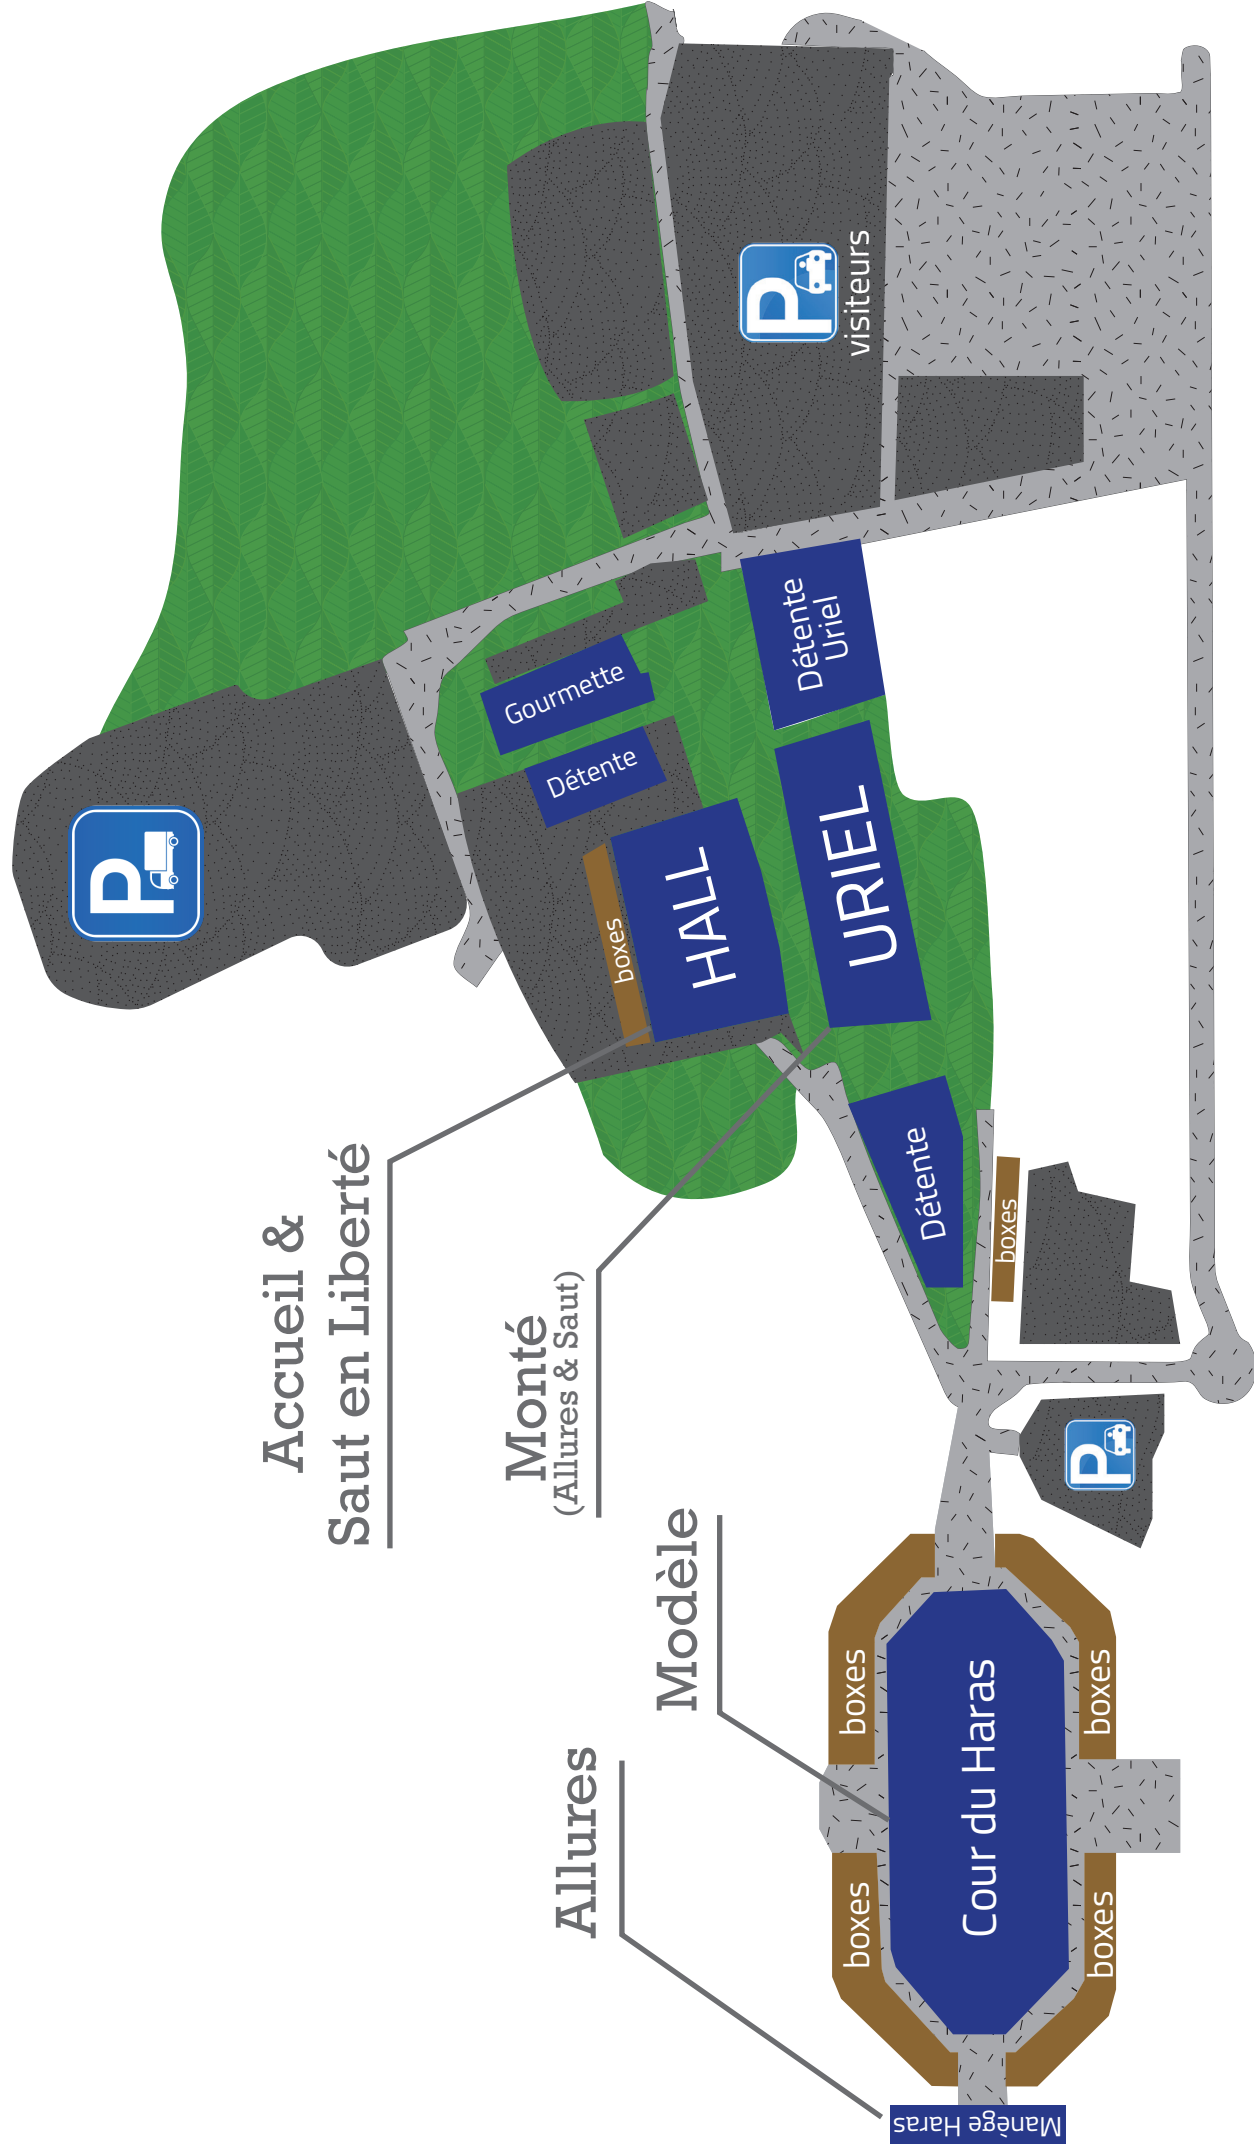 Accueil &
Saut en Liberté
Monté
(Allures & Saut)
Modèle
Allures
P
P
visiteurs
Gourmette
Détente
Détente
Uriel
boxes
HALL
URIEL
Détente
boxes
P
boxes
boxes
Cour du Haras
boxes
boxes
Manège Haras